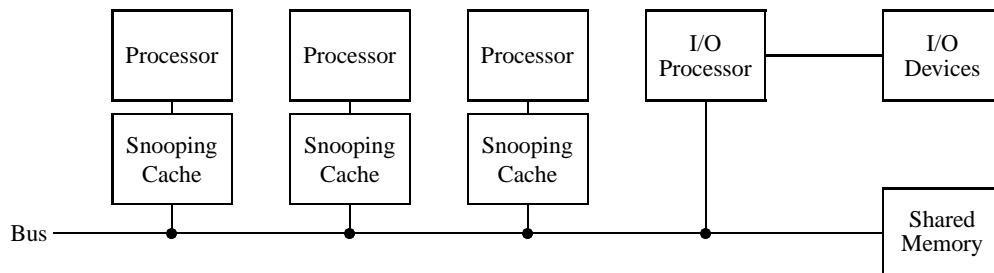 Processor
Processor
Processor
I/O
Processor
I/O
Devices
Snooping
Cache
Snooping
Cache
Snooping
Cache
Bus
Shared
Memory